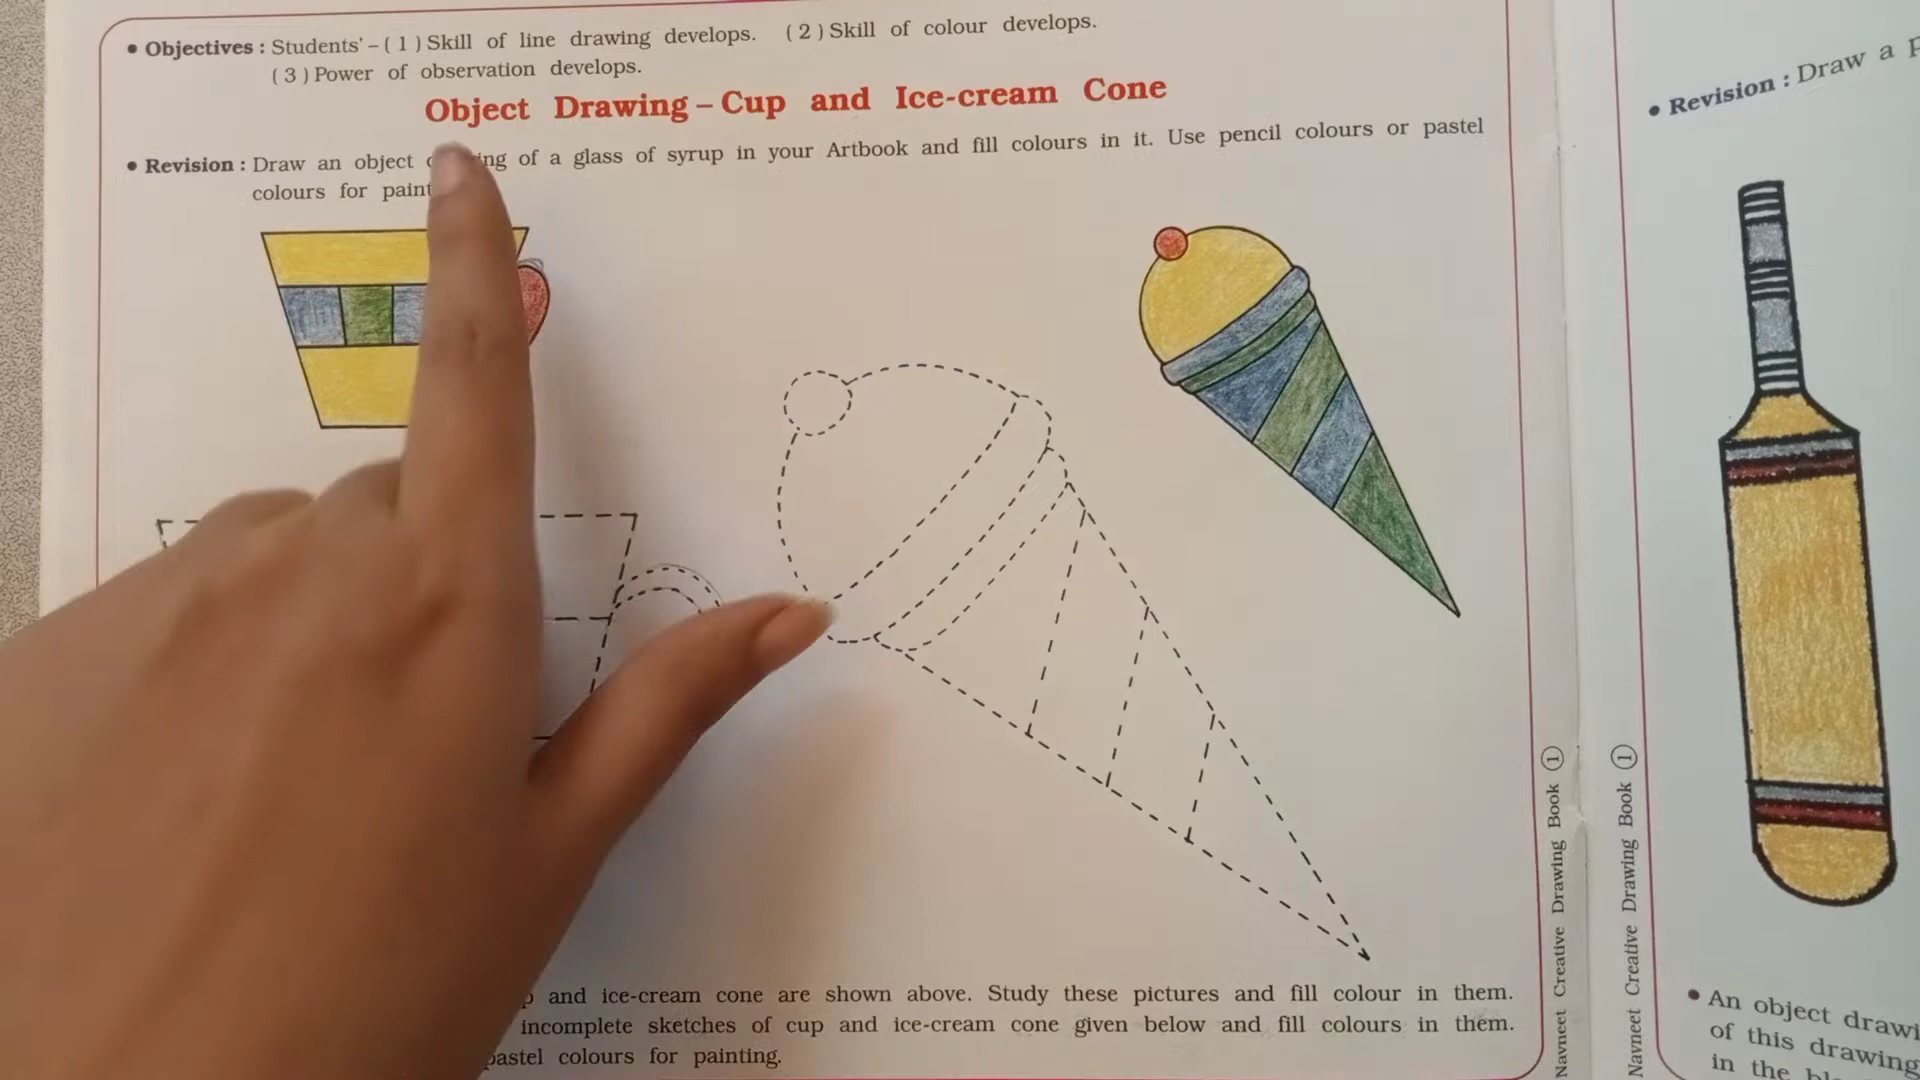 • Objectives : Students' – ( 1 ) Skill of line drawing develops. ( 2 ) Skill of colour develops.
( 3 ) Power of observation develops.
Object Drawing – Cup and Ice-cream Cone
• Revision : Draw an object of a glass of syrup in your Artbook and fill colours in it. Use pencil colours or pastel
colours for
and ice-cream cone are shown above. Study these pictures and fill colour in them.
incomplete sketches of cup and ice-cream cone given below and fill colours in them.
pastel colours for painting.
Navneet Creative Drawing Book 1
Navneet Creative Drawing Book 1
• Revision : Draw a
• An object
of this drawing
in the